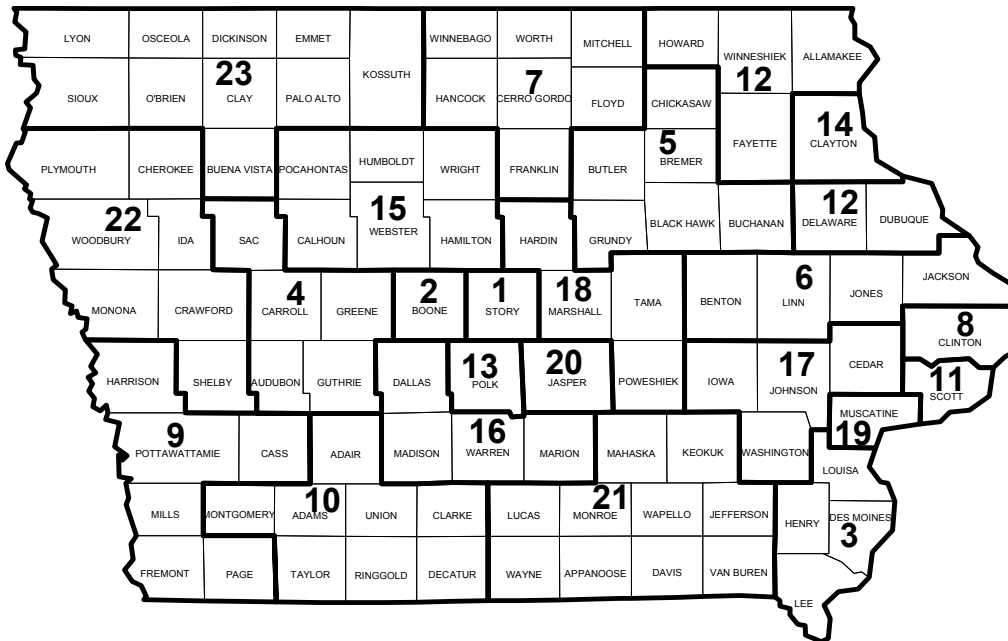 LYON OSCEOLA DICKINSON EMMET WINNEBAGO WORTH MITCHELL HOWARD WINNESHIEK ALLAMAKEE
KOSSUTH
23 7 12
SIOUX O'BRIEN CLAY PALO ALTO HANCOCK CERRO GORDO FLOYD CHICKASAW
14
5 FAYETTE CLAYTON
PLYMOUTH CHEROKEE BUENA VISTA POCAHONTAS HUMBOLDT WRIGHT FRANKLIN BUTLER BREMER
22 15 12
WOODBURY IDA SAC CALHOUN WEBSTER HAMILTON HARDIN GRUNDY BLACK HAWK BUCHANAN DELAWARE DUBUQUE
4 2 1 18 6
MONONA CRAWFORD CARROLL GREENE BOONE STORY MARSHALL TAMA BENTON LINN JONES JACKSON
8
CLINTON
13 20 17
HARRISON SHELBY AUDUBON GUTHRIE DALLAS POLK JASPER POWESHIEK IOWA JOHNSON CEDAR
11
SCOTT
MUSCATINE
9 16 19
POTTAWATTAMIE CASS ADAIR MADISON WARREN MARION MAHASKA KEOKUK WASHINGTON
LOUISA
10 21
MILLS MONTGOMERY ADAMS UNION CLARKE LUCAS MONROE WAPELLO JEFFERSON HENRY DES MOINES
3
FREMONT PAGE TAYLOR RINGGOLD DECATUR WAYNE APPANOOSE DAVIS VAN BUREN
LEE